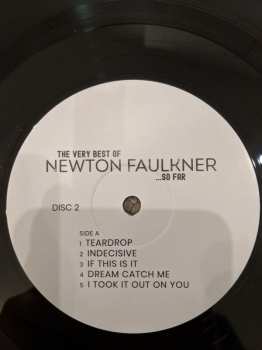 THE VERY BEST OF
NEWTON FAULKNER
...SO FAR
DISC 2
SIDE A
1 TEARDROP
2 INDECISIVE
3 IF THIS IS IT
4 DREAM CATCH ME
5 I TOOK IT OUT ON YOU